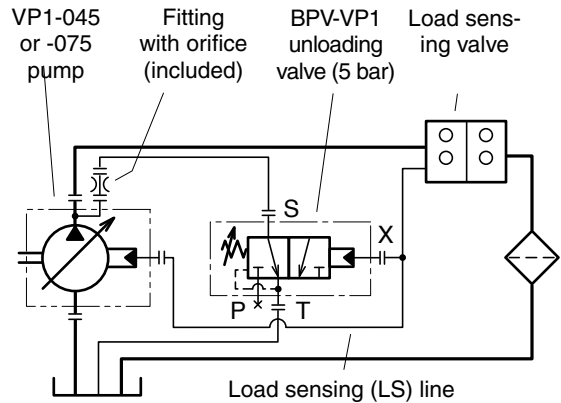 VP1-045
or -075
pump
Fitting
with orifice
(included)
BPV-VP1
unloading
valve (5 bar)
Load sens-
ing valve
S
X
P
T
Load sensing (LS) line